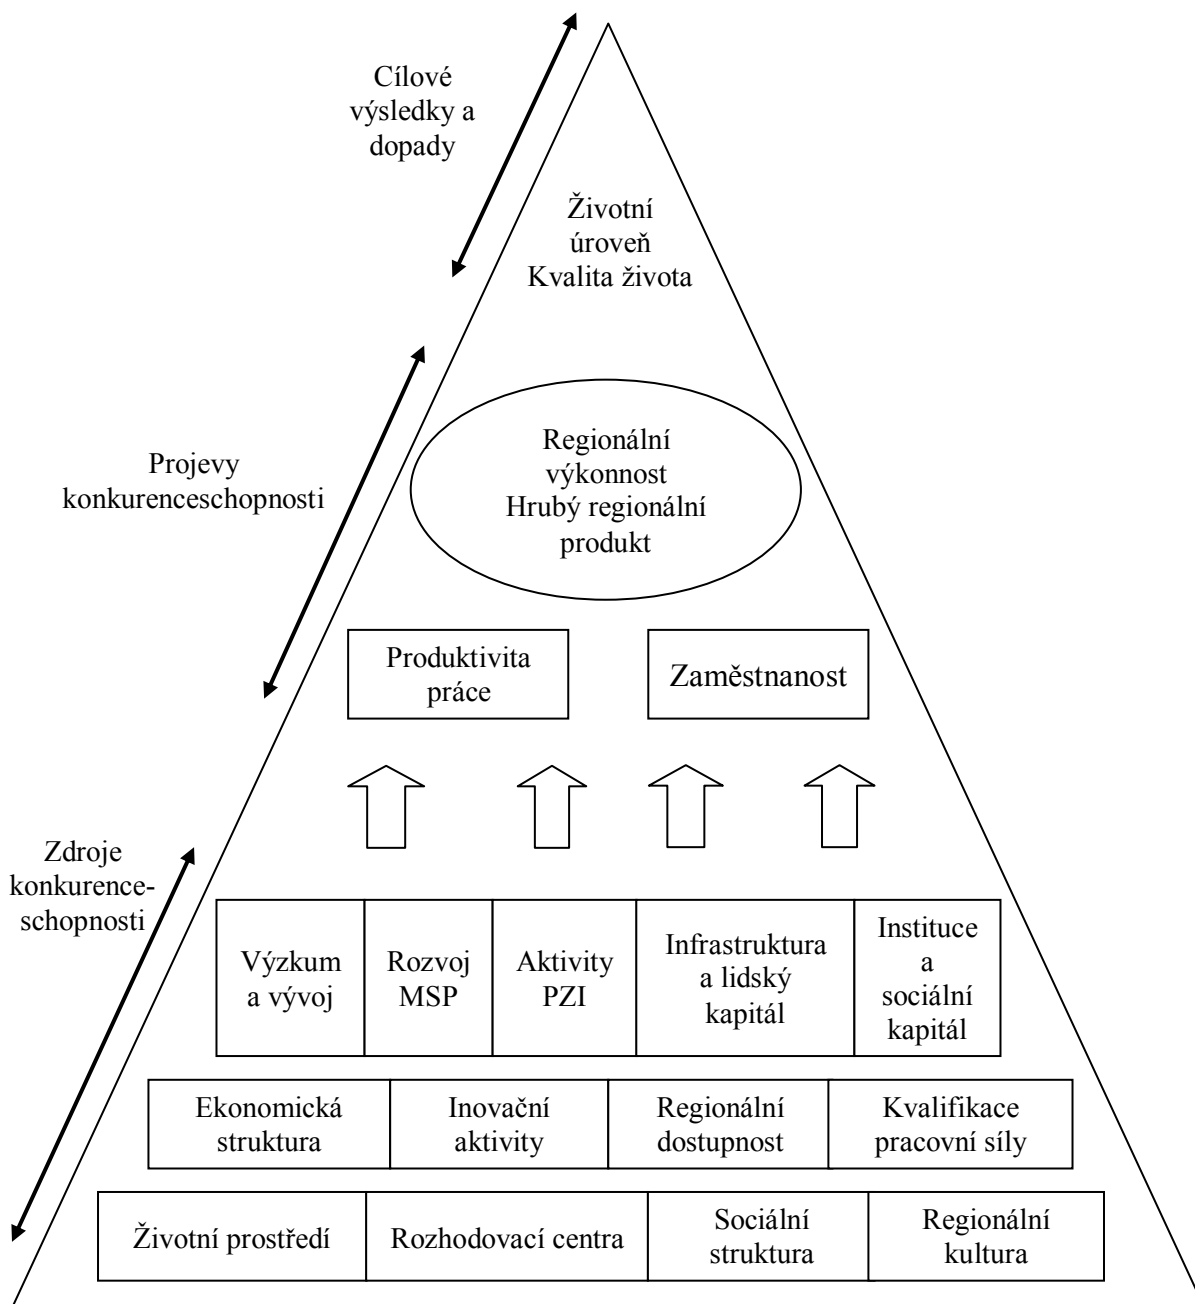 Cílové
výsledky a
dopady
Životní
úroveň
Kvalita života
Projevy
konkurenceschopnosti
Regionální
výkonnost
Hrubý regionální
produkt
Produktivita
práce
Zaměstnanost
Zdroje
konkurence-
schopnosti
Výzkum
a vývoj
Rozvoj
MSP
Aktivity
PZI
Infrastruktura
a lidský
kapitál
Instituce
a
sociální
kapitál
Ekonomická
struktura
Inovační
aktivity
Regionální
dostupnost
Kvalifikace
pracovní síly
Životní prostředí
Rozhodovací centra
Sociální
struktura
Regionální
kultura